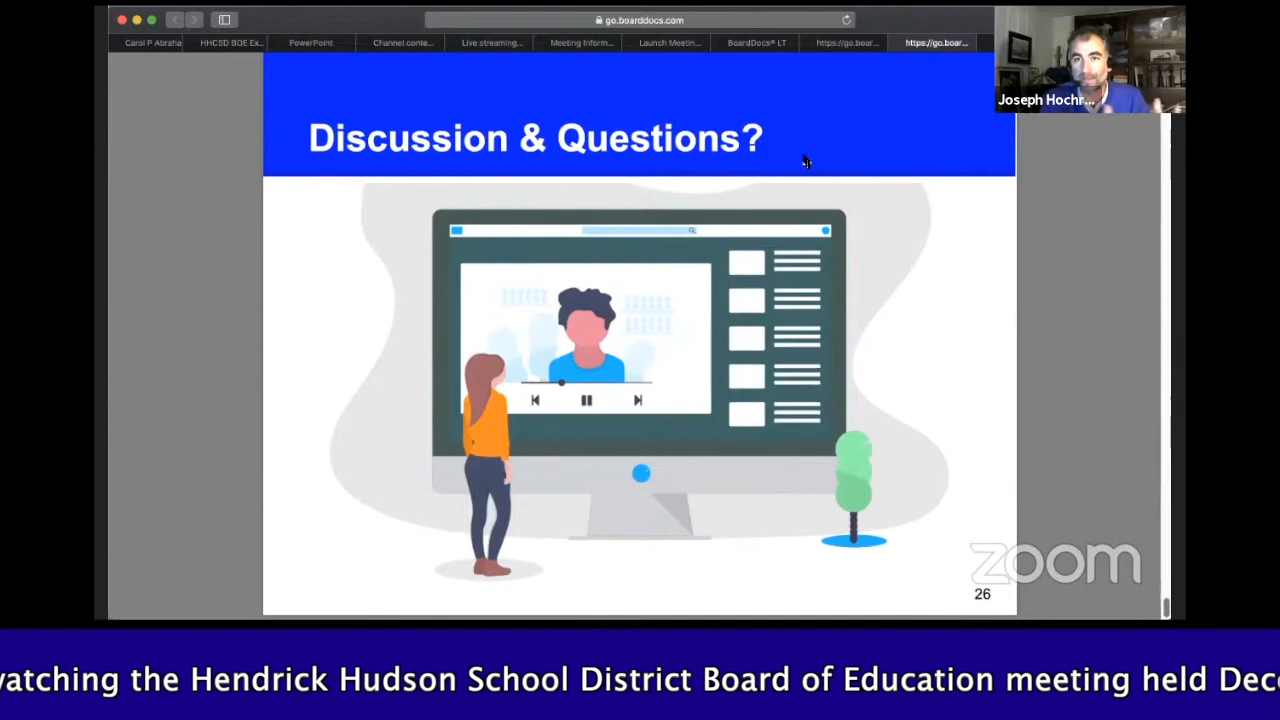 go.boarddocs.com
Carol P Abraha
HHCSD BDE Ex...
PowerPoint
Channel conta...
Live streaming...
Meeting Inform...
Launch Meetin...
BoardDocs® LT
https://go.boar...
https://go.boar...
Joseph Hochr...
Discussion & Questions?
zoom
26
watching the Hendrick Hudson School District Board of Education meeting held Dece